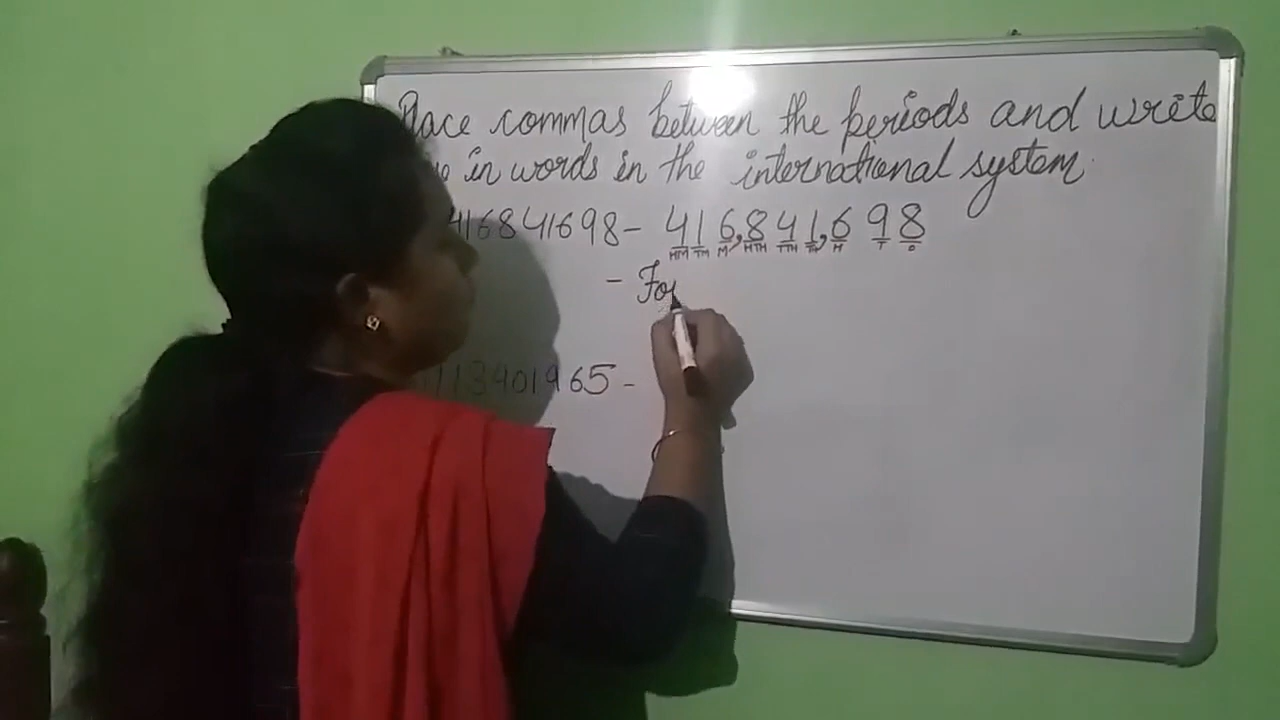 Place commas between the periods and write
in words in the international system.
416841698 - 416,841,698
HM TM M HTH TTH TH H T O
- Fo
113901965 -